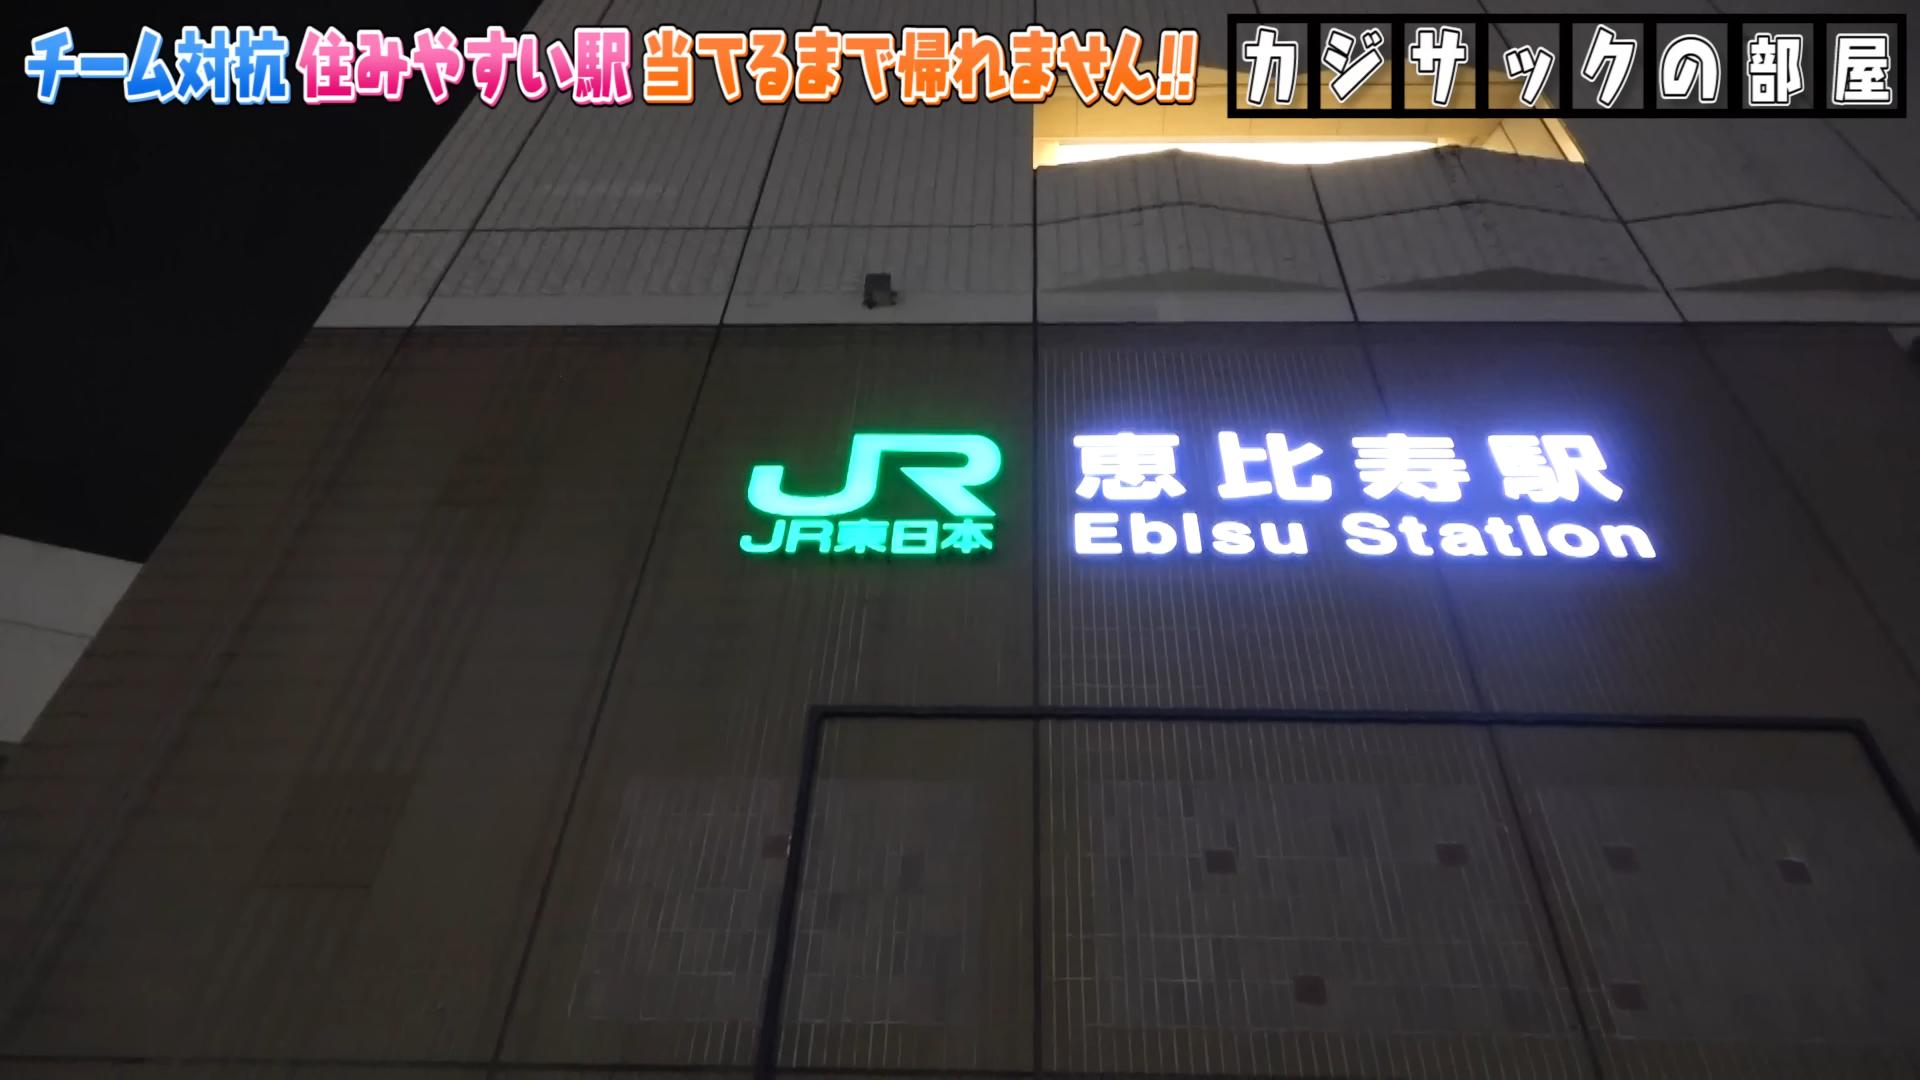 チーム対抗 住みやすい駅 当てるまで帰れません!!
カジサックの部屋
JR
JR東日本
恵比寿駅
Ebisu Station